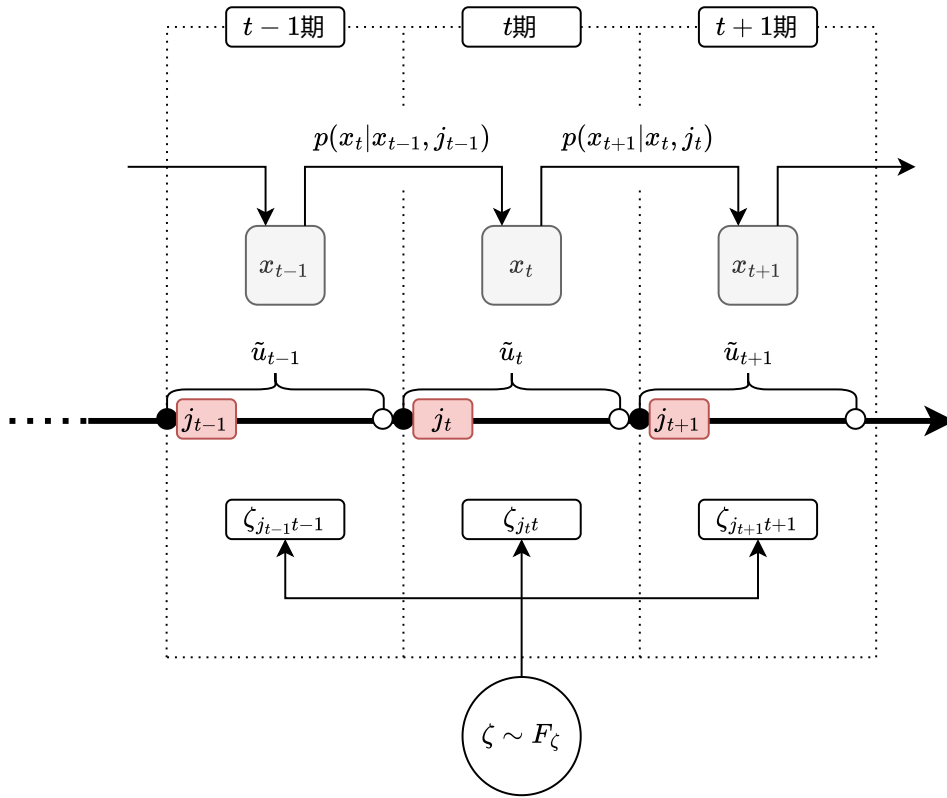 t − 1期 t期 t + 1期
p(x_t|x_{t−1}, j_{t−1}) p(x_{t+1}|x_t, j_t)
x_{t−1} x_t x_{t+1}
ũ_{t−1} ũ_t ũ_{t+1}
j_{t−1} j_t j_{t+1}
ζ_{j_{t−1}t−1} ζ_{j_t t} ζ_{j_{t+1}t+1}
ζ ∼ F_ζ